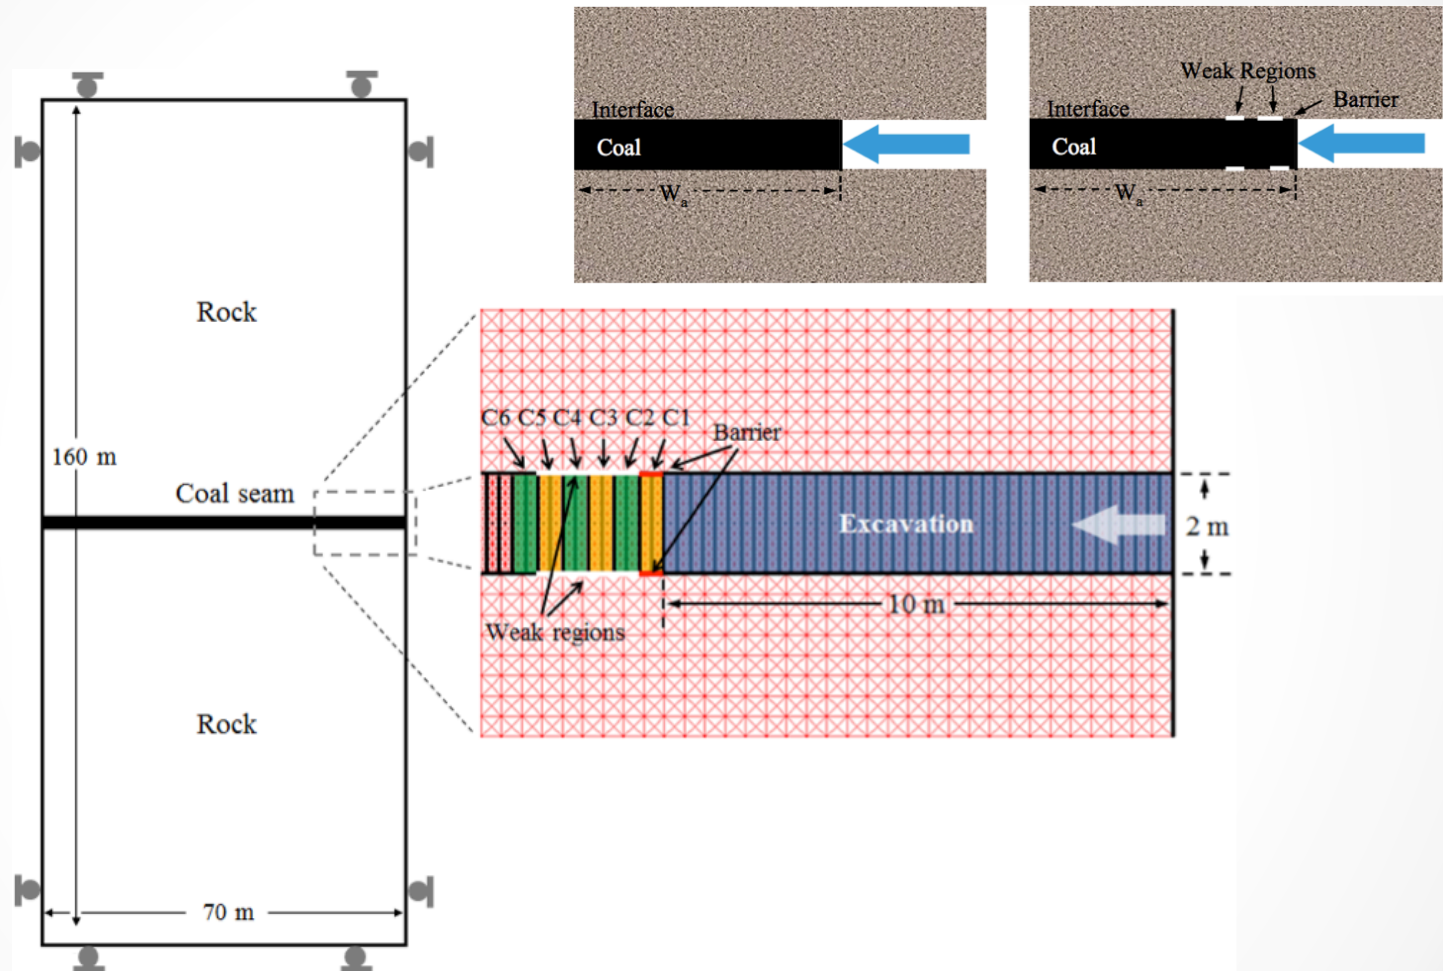 Rock
160 m
Coal seam
Rock
70 m
Interface
Coal
Wa
Weak Regions
Interface
Barrier
Coal
Wa
C6 C5 C4 C3 C2 C1
Barrier
Excavation
2 m
10 m
Weak regions